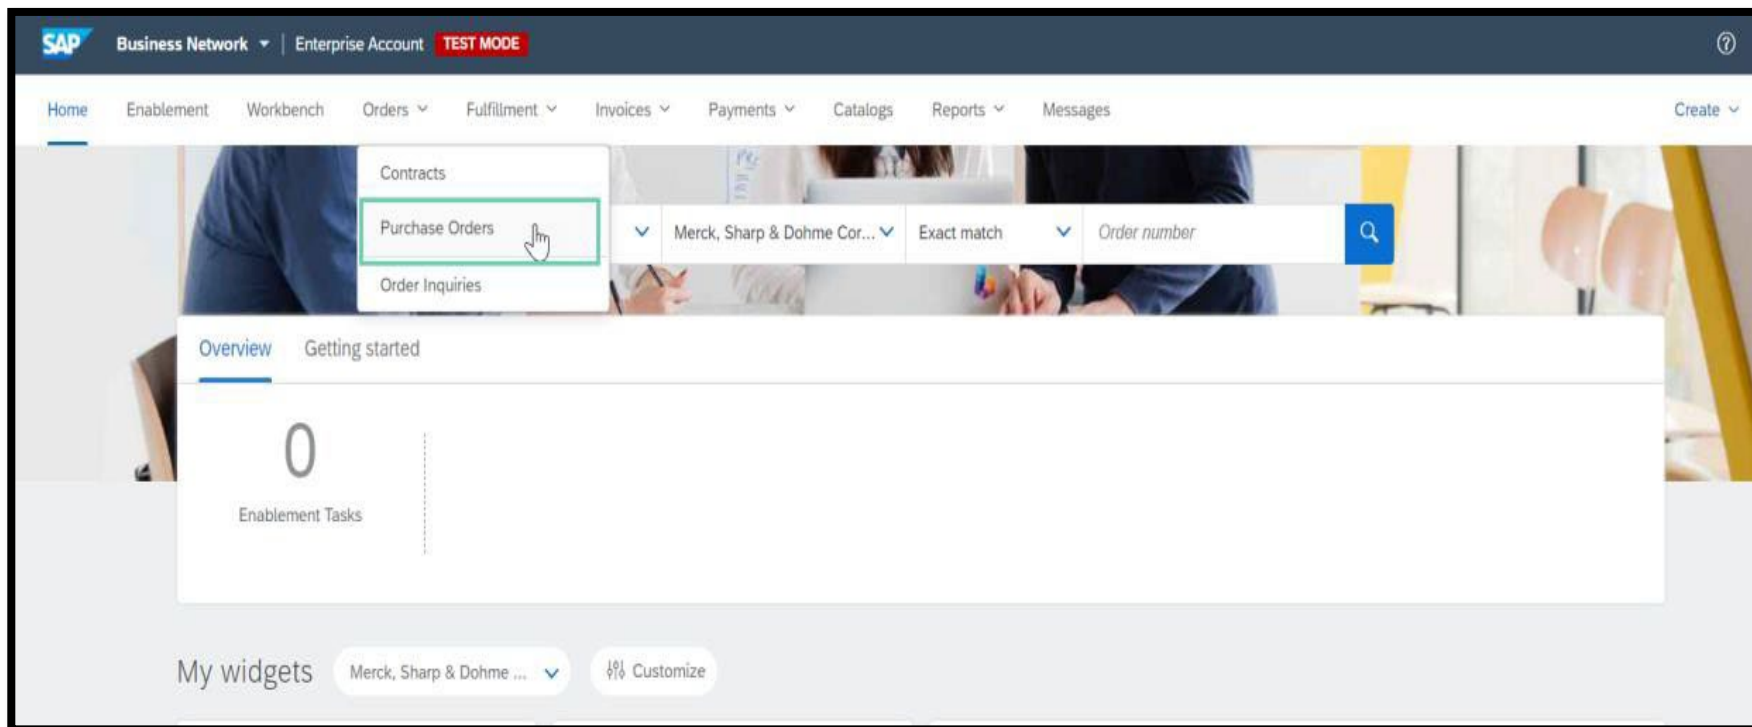 SAP Business Network | Enterprise Account TEST MODE
Home Enablement Workbench Orders Fulfillment Invoices Payments Catalogs Reports Messages Create
Contracts
Purchase Orders
Merck, Sharp & Dohme Cor... Exact match Order number
Order Inquiries
Overview Getting started
0
Enablement Tasks
My widgets Merck, Sharp & Dohme ... Customize